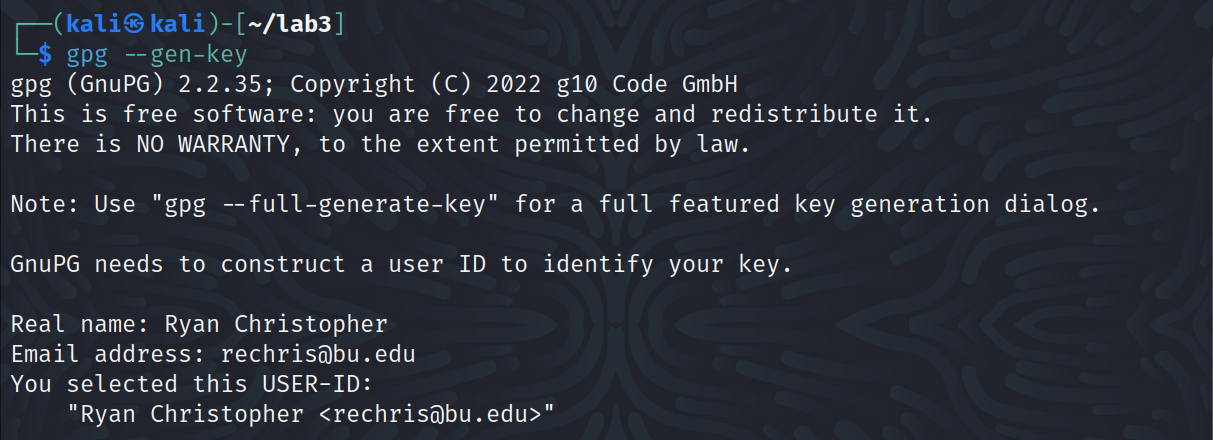 ┌──(kali㉿kali)-[~/lab3]
└─$ gpg --gen-key
gpg (GnuPG) 2.2.35; Copyright (C) 2022 g10 Code GmbH
This is free software: you are free to change and redistribute it.
There is NO WARRANTY, to the extent permitted by law.
Note: Use "gpg --full-generate-key" for a full featured key generation dialog.
GnuPG needs to construct a user ID to identify your key.
Real name: Ryan Christopher
Email address: rechris@bu.edu
You selected this USER-ID:
"Ryan Christopher <rechris@bu.edu>"